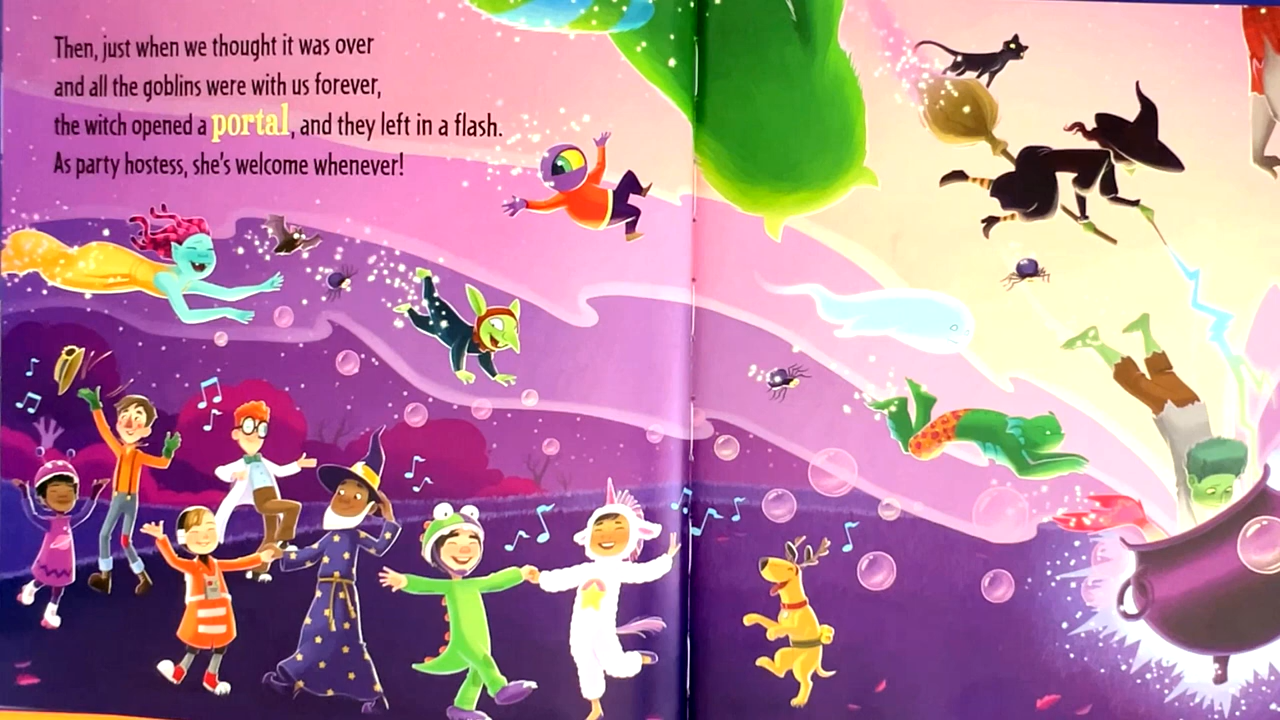 Then, just when we thought it was over
and all the goblins were with us forever,
the witch opened a portal, and they left in a flash.
As party hostess, she's welcome whenever!